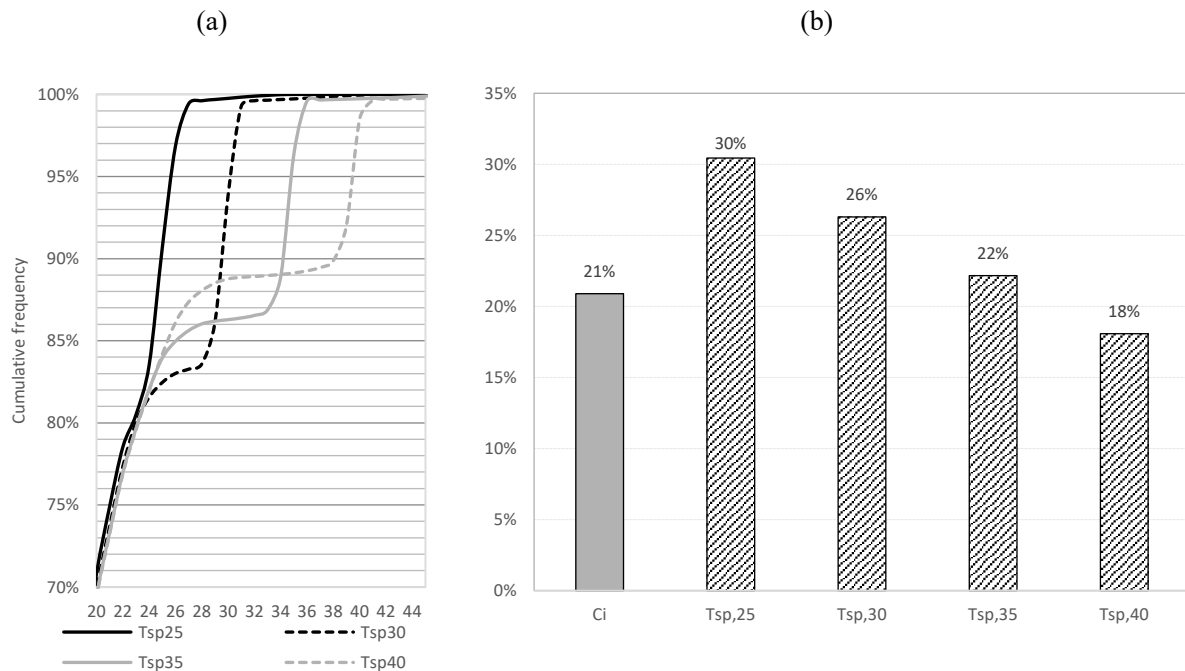 (a)
(b)
Cumulative frequency
100%
95%
90%
85%
80%
75%
70%
20 22 24 26 28 30 32 34 36 38 40 42 44
Tsp25
Tsp30
Tsp35
Tsp40
35%
30%
25%
20%
15%
10%
5%
0%
21%
30%
26%
22%
18%
Ci
Tsp,25
Tsp,30
Tsp,35
Tsp,40